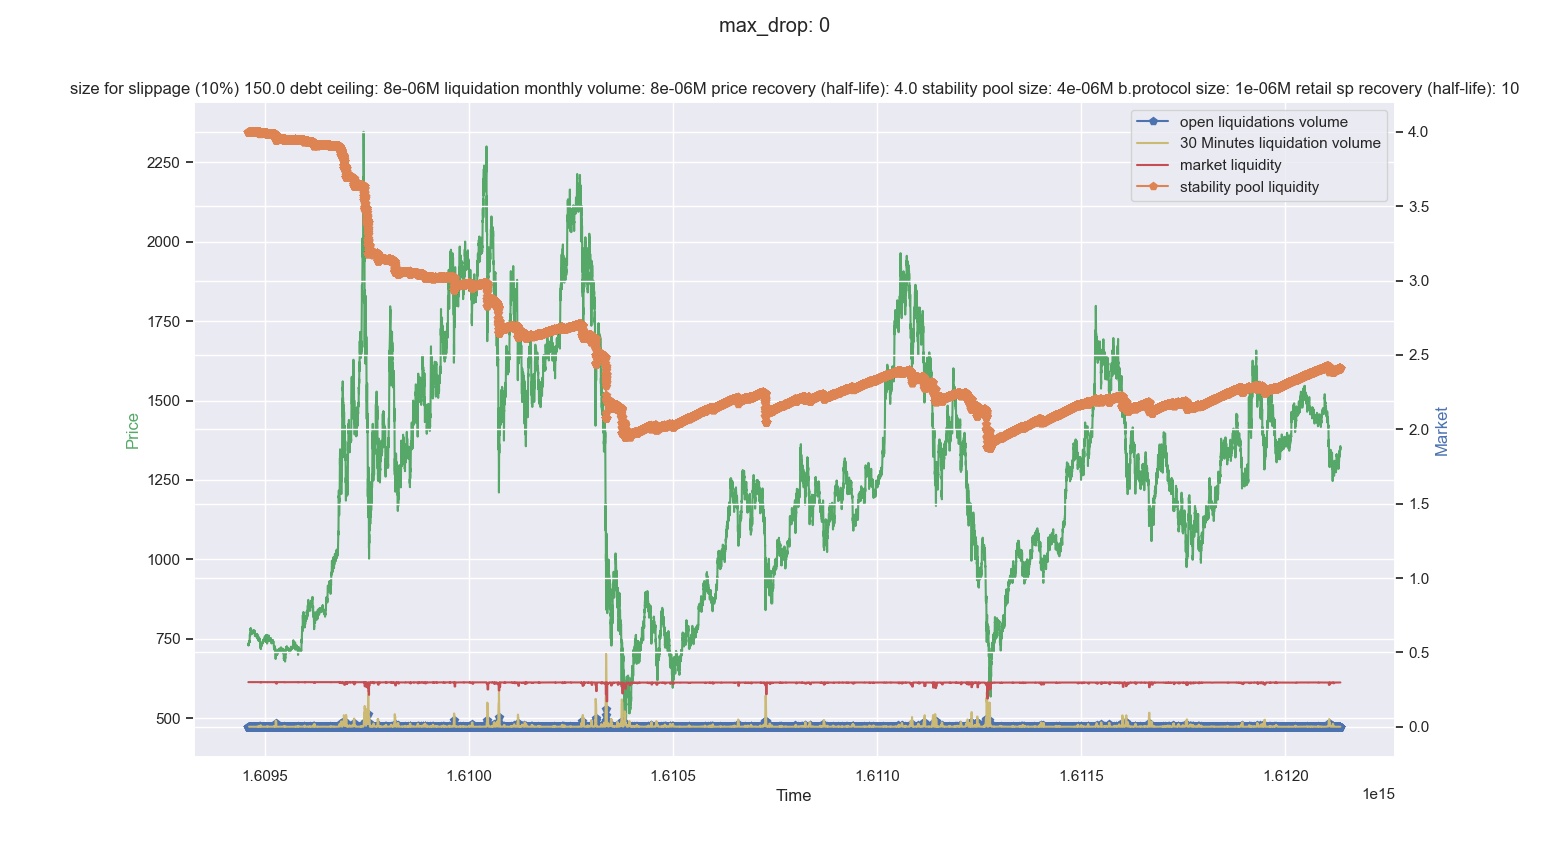 max_drop: 0
size for slippage (10%) 150.0 debt ceiling: 8e-06M liquidation monthly volume: 8e-06M price recovery (half-life): 4.0 stability pool size: 4e-06M b.protocol size: 1e-06M retail sp recovery (half-life): 10
open liquidations volume
30 Minutes liquidation volume
market liquidity
stability pool liquidity
2250
2000
1750
1500
1250
1000
750
500
Price
4.0
3.5
3.0
2.5
2.0
1.5
1.0
0.5
0.0
Market
1.6095 1.6100 1.6105 1.6110 1.6115 1.6120
Time
1e15